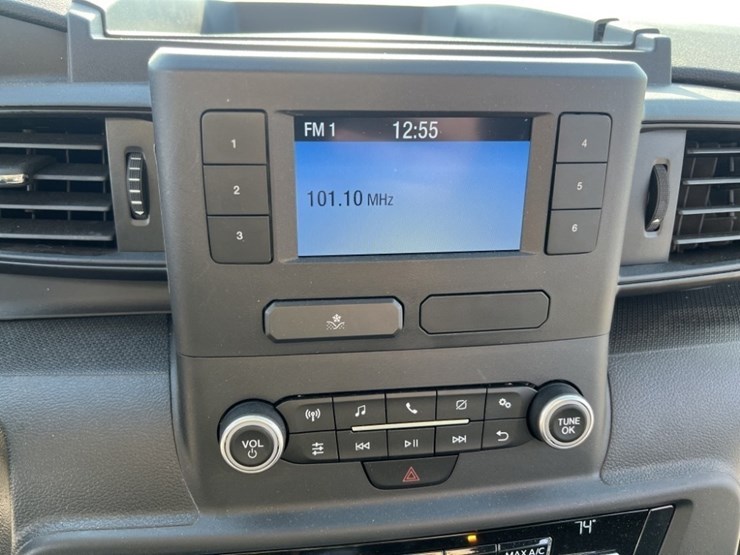 FM 1 12:55
1
4
101.10 MHz
2
5
3
6
VOL
TUNE
OK
74°
MAX A/C